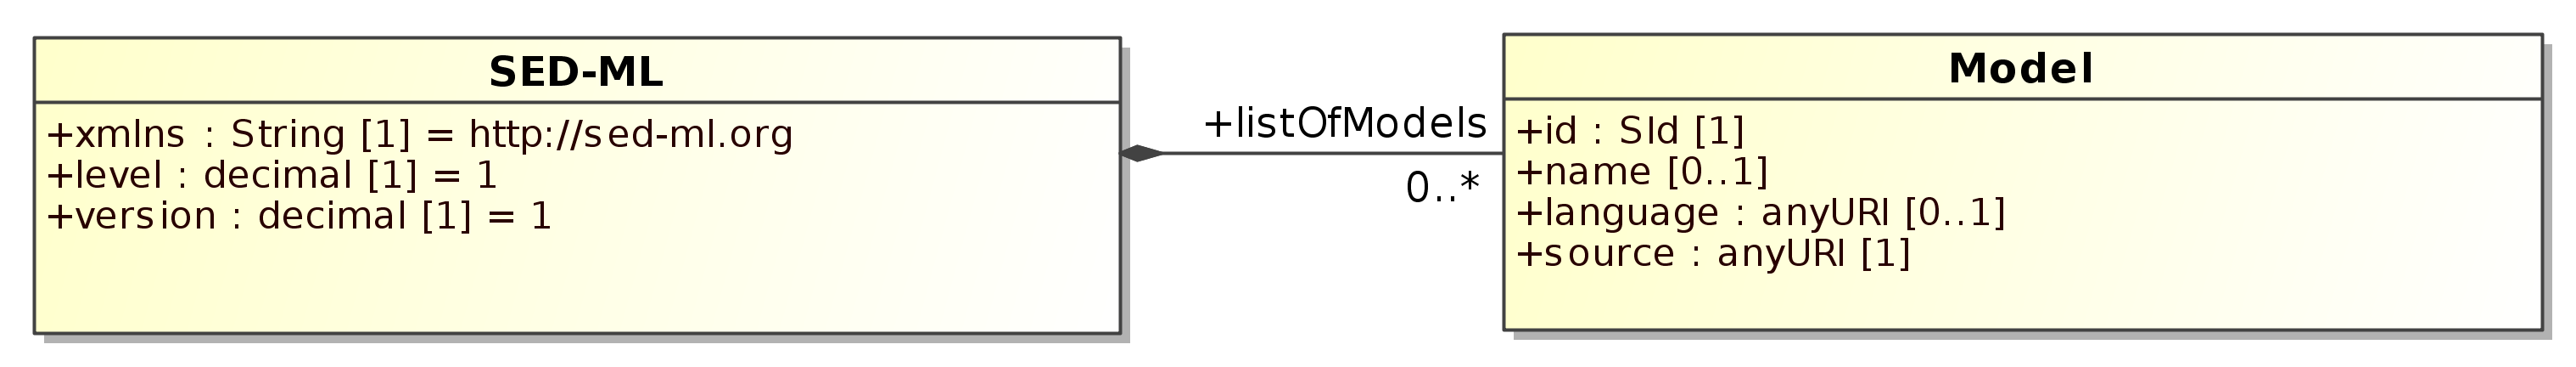 SED-ML
+xmlns : String [1] = http://sed-ml.org
+level : decimal [1] = 1
+version : decimal [1] = 1
+listOfModels
0..*
Model
+id : SId [1]
+name [0..1]
+language : anyURI [0..1]
+source : anyURI [1]